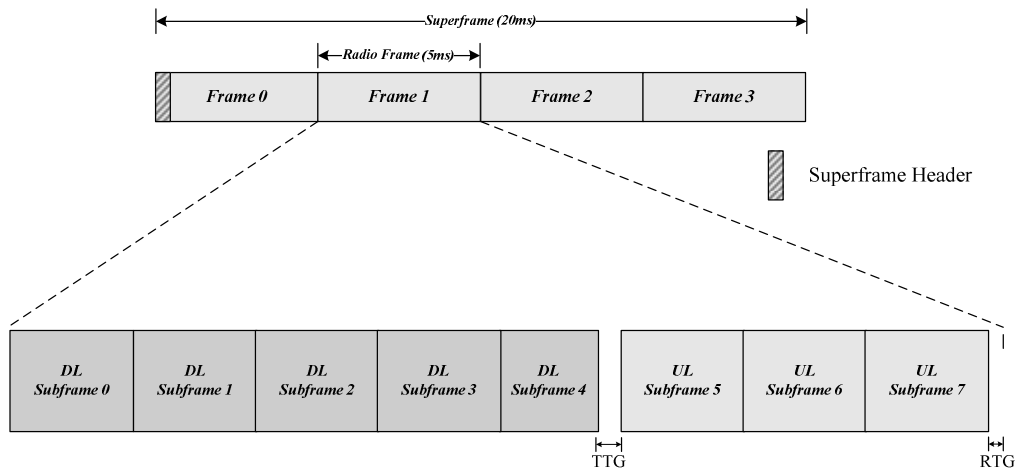 Superframe (20ms)
Radio Frame (5ms)
Frame 0
Frame 1
Frame 2
Frame 3
Superframe Header
DL
Subframe 0
DL
Subframe 1
DL
Subframe 2
DL
Subframe 3
DL
Subframe 4
UL
Subframe 5
UL
Subframe 6
UL
Subframe 7
TTG
RTG